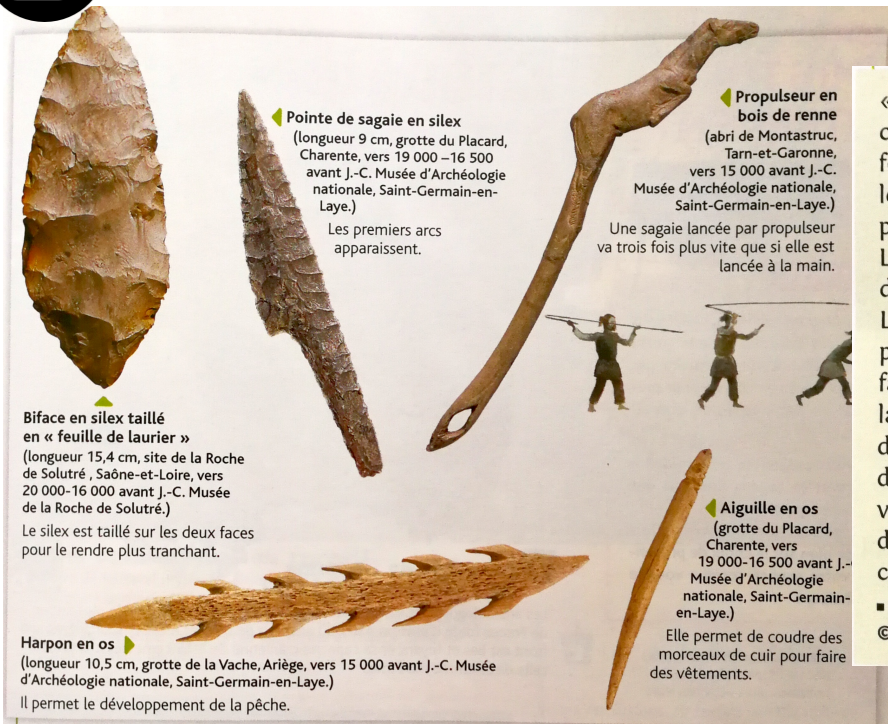 Pointe de sagaie en silex
(longueur 9 cm, grotte du Placard,
Charente, vers 19 000 –16 500
avant J.-C. Musée d'Archéologie
nationale, Saint-Germain-en-
Laye.)
Les premiers arcs
apparaissent.
Propulseur en
bois de renne
(abri de Montastruc,
Tarn-et-Garonne,
vers 15 000 avant J.-C.
Musée d'Archéologie nationale,
Saint-Germain-en-Laye.)
Une sagaie lancée par propulseur
va trois fois plus vite que si elle est
lancée à la main.
Biface en silex taillé
en « feuille de laurier »
(longueur 15,4 cm, site de la Roche
de Solutré , Saône-et-Loire, vers
20 000-16 000 avant J.-C. Musée
de la Roche de Solutré.)
Le silex est taillé sur les deux faces
pour le rendre plus tranchant.
Aiguille en os
(grotte du Placard,
Charente, vers
19 000-16 500 avant J.-
Musée d'Archéologie
nationale, Saint-Germain-
en-Laye.)
Elle permet de coudre des
morceaux de cuir pour faire
des vêtements.
Harpon en os
(longueur 10,5 cm, grotte de la Vache, Ariège, vers 15 000 avant J.-C. Musée
d'Archéologie nationale, Saint-Germain-en-Laye.)
Il permet le développement de la pêche.